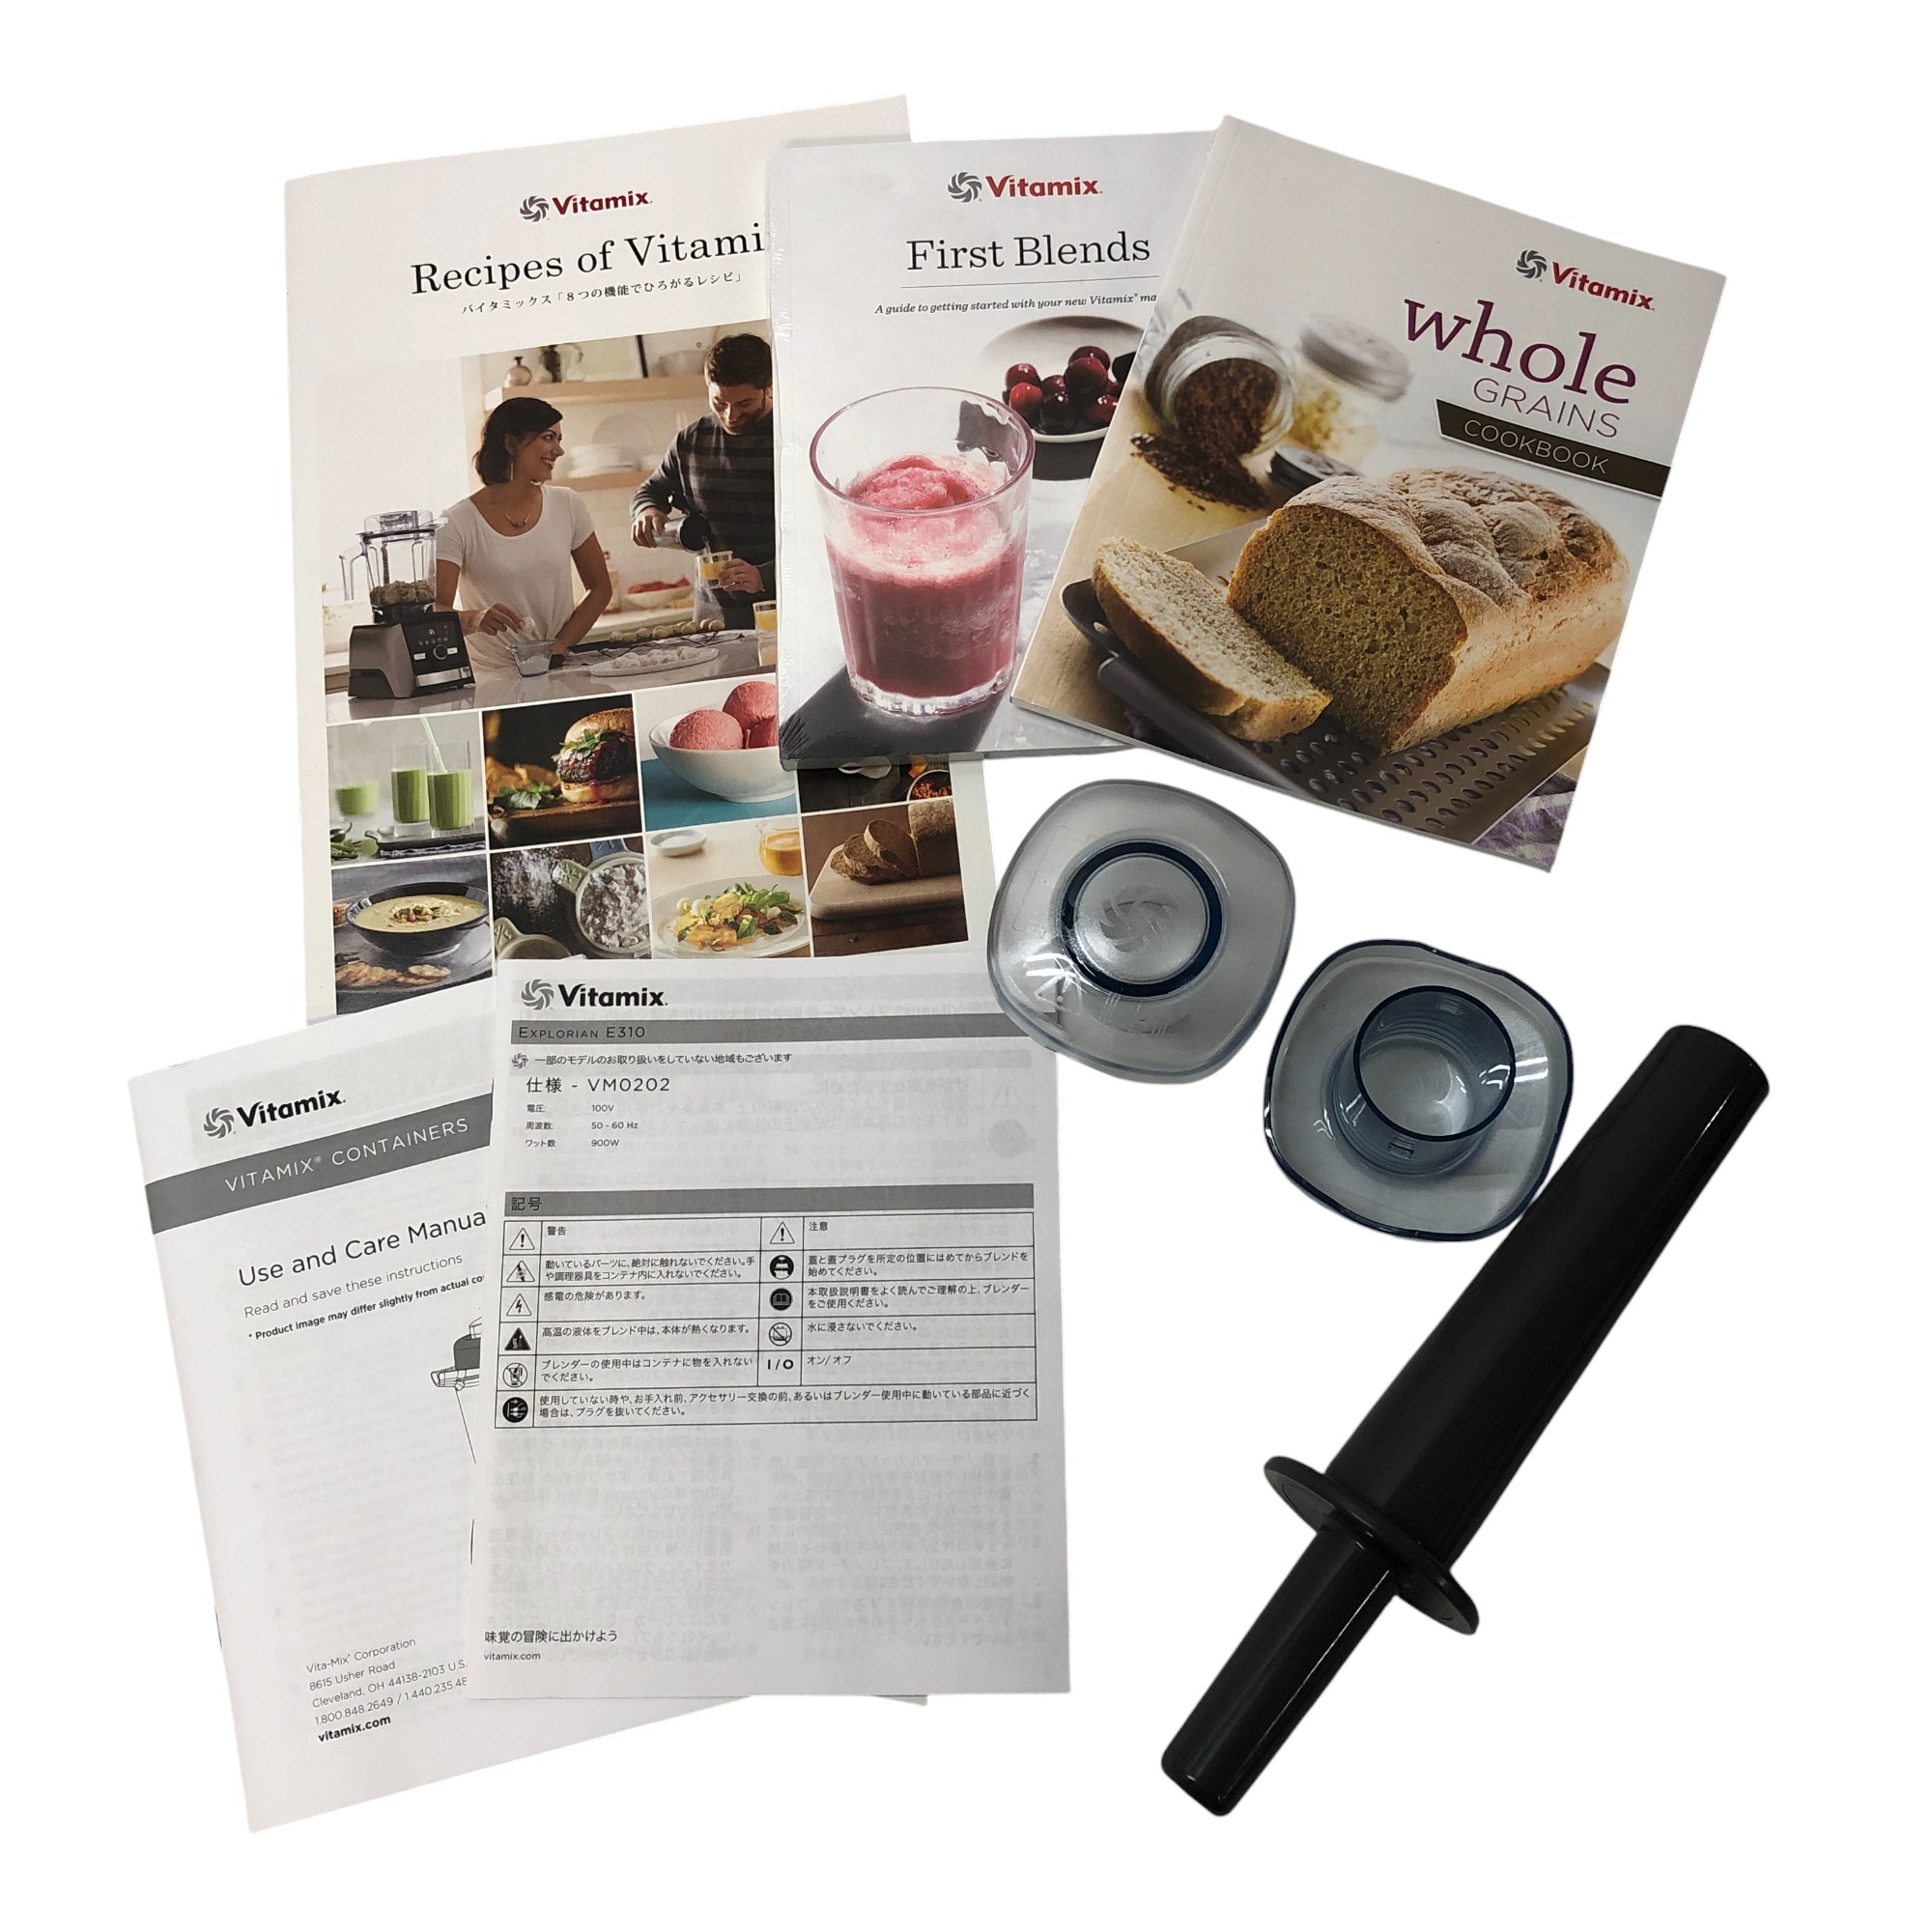 Vitamix.
Recipes of Vitami
バイタミックス「8つの機能でひろがるレシピ」
Vitamix.
First Blends
A guide to getting started with your new Vitamix® ma
Vitamix.
whole
GRAINS
COOKBOOK
Vitamix.
VITAMIX® CONTAINERS
Use and Care Manua
Read and save these instructions
* Product image may differ slightly from actual co
Vita-Mix® Corporation
8615 Usher Road
Cleveland, OH 44138-2103 U.S.
1.800.848.2649 / 1.440.235.48
vitamix.com
Vitamix.
EXPLORIAN E310
一部のモデルのお取り扱いをしていない地域もございます
仕様 - VM0202
電圧: 100V
周波数: 50 - 60 Hz
ワット数 900W
記号
警告
注意
動いているパーツに、絶対に触れないでください。手
や調理器具をコンテナ内に入れないでください。
蓋と蓋プラグを所定の位置にはめてからブレンドを
始めてください。
感電の危険があります。
本取扱説明書をよく読んでご理解の上、ブレンダー
をご使用ください。
高温の液体をブレンド中は、本体が熱くなります。
水に浸さないでください。
ブレンダーの使用中はコンテナに物を入れない
でください。
I / O オン/ オフ
使用していない時や、お手入れ前、アクセサリー交換の前、あるいはブレンダー使用中に動いている部品に近づく
場合は、プラグを抜いてください。
味覚の冒険に出かけよう
vitamix.com